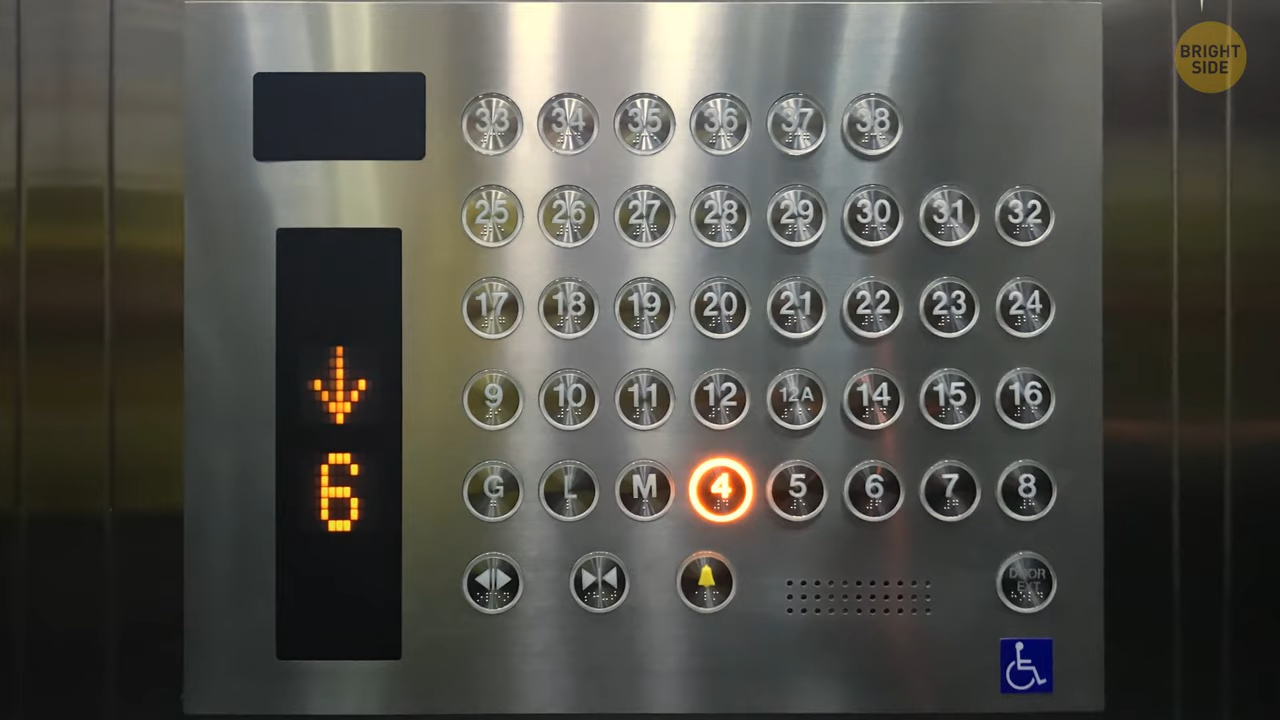 BRIGHT
SIDE
33 34 35 36 37 38
25 26 27 28 29 30 31 32
17 18 19 20 21 22 23 24
9 10 11 12 12A 14 15 16
G L M 4 5 6 7 8
6
DOOR
EXT